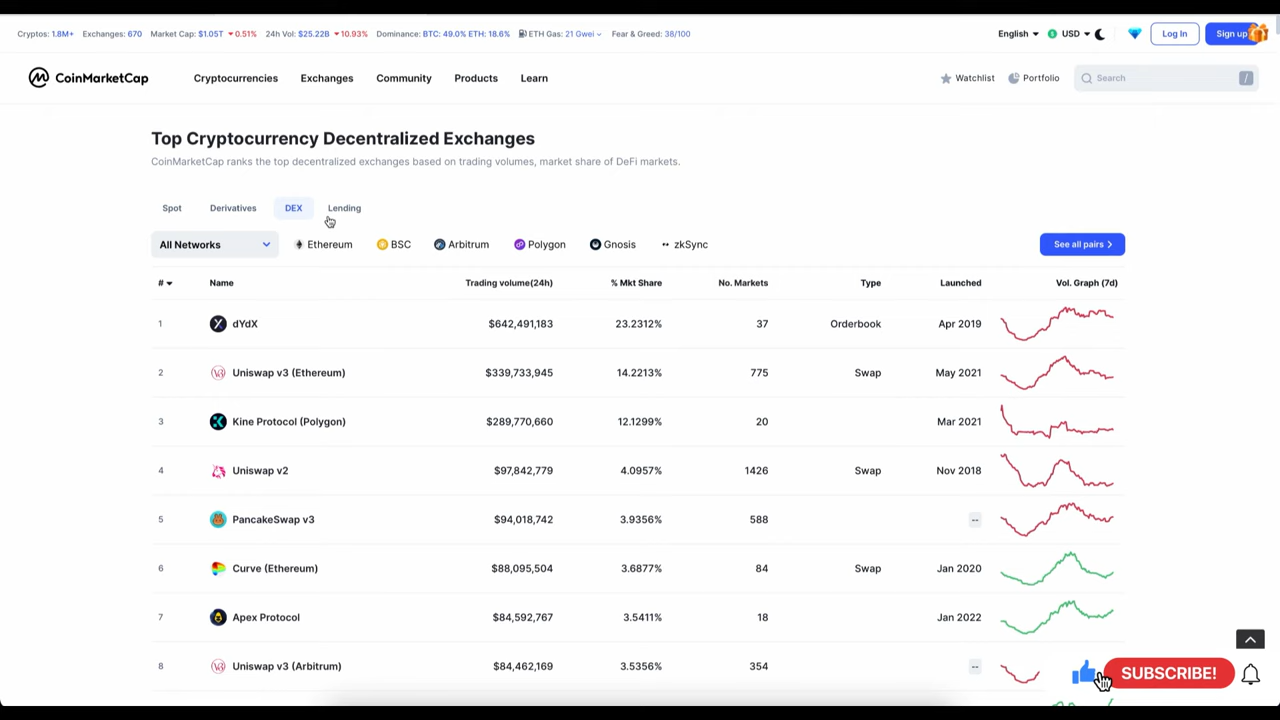 Cryptos: 1.8M+ Exchanges: 670 Market Cap: $1.05T 0.51% 24h Vol: $25.22B 10.93% Dominance: BTC: 49.0% ETH: 18.6% ETH Gas: 21 Gwei Fear & Greed: 38/100 English USD Log In Sign up
CoinMarketCap Cryptocurrencies Exchanges Community Products Learn Watchlist Portfolio Search /
Top Cryptocurrency Decentralized Exchanges
CoinMarketCap ranks the top decentralized exchanges based on trading volumes, market share of DeFi markets.
Spot Derivatives DEX Lending
All Networks Ethereum BSC Arbitrum Polygon Gnosis zkSync See all pairs
# Name Trading volume(24h) % Mkt Share No. Markets Type Launched Vol. Graph (7d)
1 dYdX $642,491,183 23.2312% 37 Orderbook Apr 2019
2 Uniswap v3 (Ethereum) $339,733,945 14.2213% 775 Swap May 2021
3 Kine Protocol (Polygon) $289,770,660 12.1299% 20 Mar 2021
4 Uniswap v2 $97,842,779 4.0957% 1426 Swap Nov 2018
5 PancakeSwap v3 $94,018,742 3.9356% 588 --
6 Curve (Ethereum) $88,095,504 3.6877% 84 Swap Jan 2020
7 Apex Protocol $84,592,767 3.5411% 18 Jan 2022
8 Uniswap v3 (Arbitrum) $84,462,169 3.5356% 354 --
SUBSCRIBE!